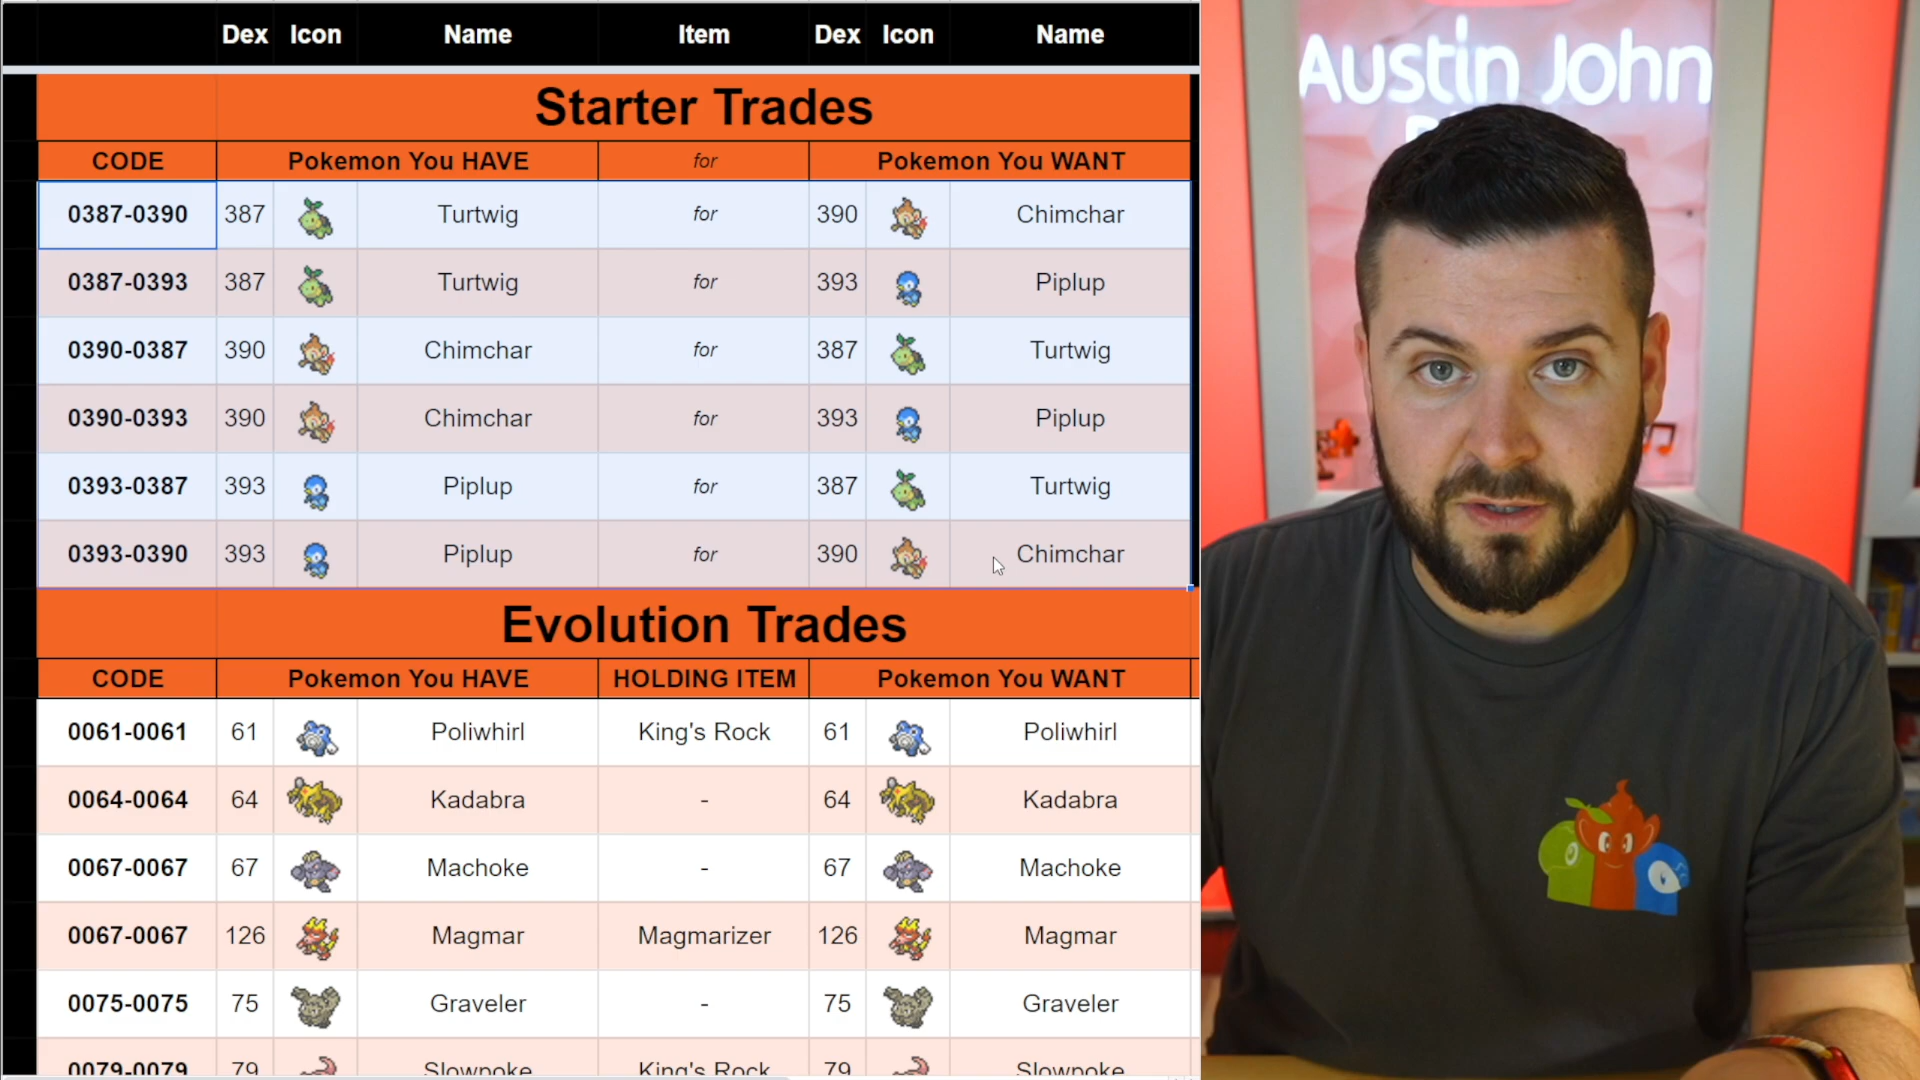 Dex Icon Name Item Dex Icon Name
Starter Trades
CODE Pokemon You HAVE for Pokemon You WANT
0387-0390 387 Turtwig for 390 Chimchar
0387-0393 387 Turtwig for 393 Piplup
0390-0387 390 Chimchar for 387 Turtwig
0390-0393 390 Chimchar for 393 Piplup
0393-0387 393 Piplup for 387 Turtwig
0393-0390 393 Piplup for 390 Chimchar
Evolution Trades
CODE Pokemon You HAVE HOLDING ITEM Pokemon You WANT
0061-0061 61 Poliwhirl King's Rock 61 Poliwhirl
0064-0064 64 Kadabra - 64 Kadabra
0067-0067 67 Machoke - 67 Machoke
0067-0067 126 Magmar Magmarizer 126 Magmar
0075-0075 75 Graveler - 75 Graveler
0079-0079 79 Slowpoke King's Rock 79 Slowpoke
Austin John